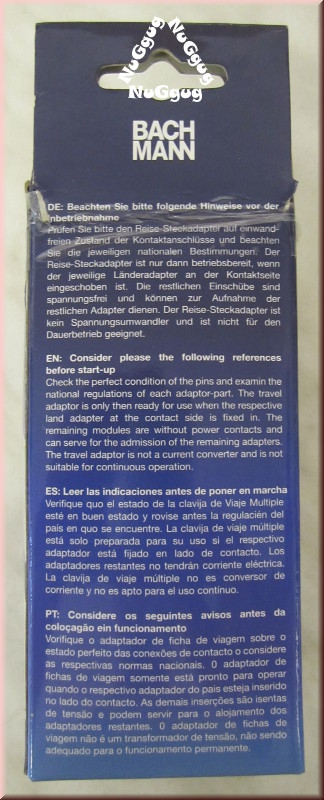 NuGgug
NuGgug
NuGgug
BACH
MANN
DE: Beachten Sie bitte folgende Hinweise vor der
Inbetriebnahme
Prüfen Sie bitte den Reise-Steckadapter auf einwand-
freien Zustand der Kontaktanschlüsse und beachten
Sie die jeweiligen nationalen Bestimmungen. Der
Reise-Steckadapter ist nur dann betriebsbereit, wenn
der jeweilige Länderadapter an der Kontaktseite
eingeschoben ist. Die restlichen Einschübe sind
spannungsfrei und können zur Aufnahme der
restlichen Adapter dienen. Der Reise-Steckadapter ist
kein Spannungsumwandler und ist nicht für den
Dauerbetrieb geeignet.
EN: Consider please the following references
before start-up
Check the perfect condition of the pins and examin the
national regulations of each adaptor-part. The travel
adaptor is only then ready for use when the respective
land adapter at the contact side is fixed in. The
remaining modules are without power contacts and
can serve for the admission of the remaining adapters.
The travel adaptor is not a current converter and is not
suitable for continuous operation.
ES: Leer las indicaciones antes de poner en marcha
Verifique quo el estado de la clavija de Viaje Multiple
esté en buen estado y rovise antes la regulacién del
país en quo se encuentre. La clavija de viaje múltiple
está solo preparada para su uso si el respectivo
adaptador está fijado en lado de contacto. Los
adaptadores restantes no tendrán corriente eléctrica.
La clavija de viaje múltiple no es conversor de
corriente y no es apto para el uso continuo.
PT: Considere os seguintes avisos antes da
coloçagão ein funcionamento
Verifique o adaptador de ficha de viagem sobre o
estado perfeito das conexões de contacto o considere
as respectivas normas nacionais. 0 adaptador de
fichas de viagem somente está pronto para operar
quando o respectivo adaptador do pais esteja inserido
no lado do contacto. As demais inserções são isentas
de tensão e podem servir para o alojamento dos
adaptadores restantes. 0 adaptador de fichas de
viagem não é um transformador de tensão, não sendo
adequado para o funcionamento permanente.